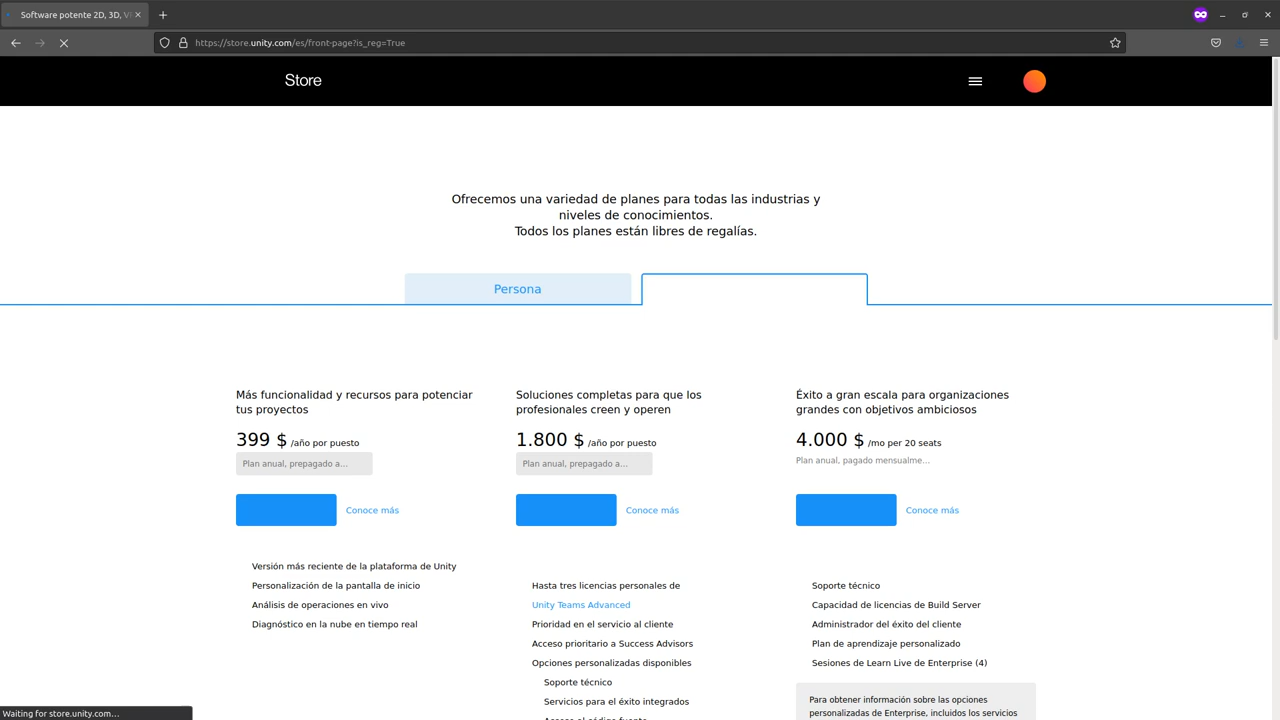 Software potente 2D, 3D, V
https://store.unity.com/es/front-page?is_reg=True
Store
Ofrecemos una variedad de planes para todas las industrias y
niveles de conocimientos.
Todos los planes están libres de regalías.
Persona
Más funcionalidad y recursos para potenciar
tus proyectos
399 $ /año por puesto
Plan anual, prepagado a...
Conoce más
Versión más reciente de la plataforma de Unity
Personalización de la pantalla de inicio
Análisis de operaciones en vivo
Diagnóstico en la nube en tiempo real
Soluciones completas para que los
profesionales creen y operen
1.800 $ /año por puesto
Plan anual, prepagado a...
Conoce más
Hasta tres licencias personales de
Unity Teams Advanced
Prioridad en el servicio al cliente
Acceso prioritario a Success Advisors
Opciones personalizadas disponibles
Soporte técnico
Servicios para el éxito integrados
Éxito a gran escala para organizaciones
grandes con objetivos ambiciosos
4.000 $ /mo per 20 seats
Plan anual, pagado mensualme...
Conoce más
Soporte técnico
Capacidad de licencias de Build Server
Administrador del éxito del cliente
Plan de aprendizaje personalizado
Sesiones de Learn Live de Enterprise (4)
Para obtener información sobre las opciones
personalizadas de Enterprise, incluidos los servicios
Waiting for store.unity.com...